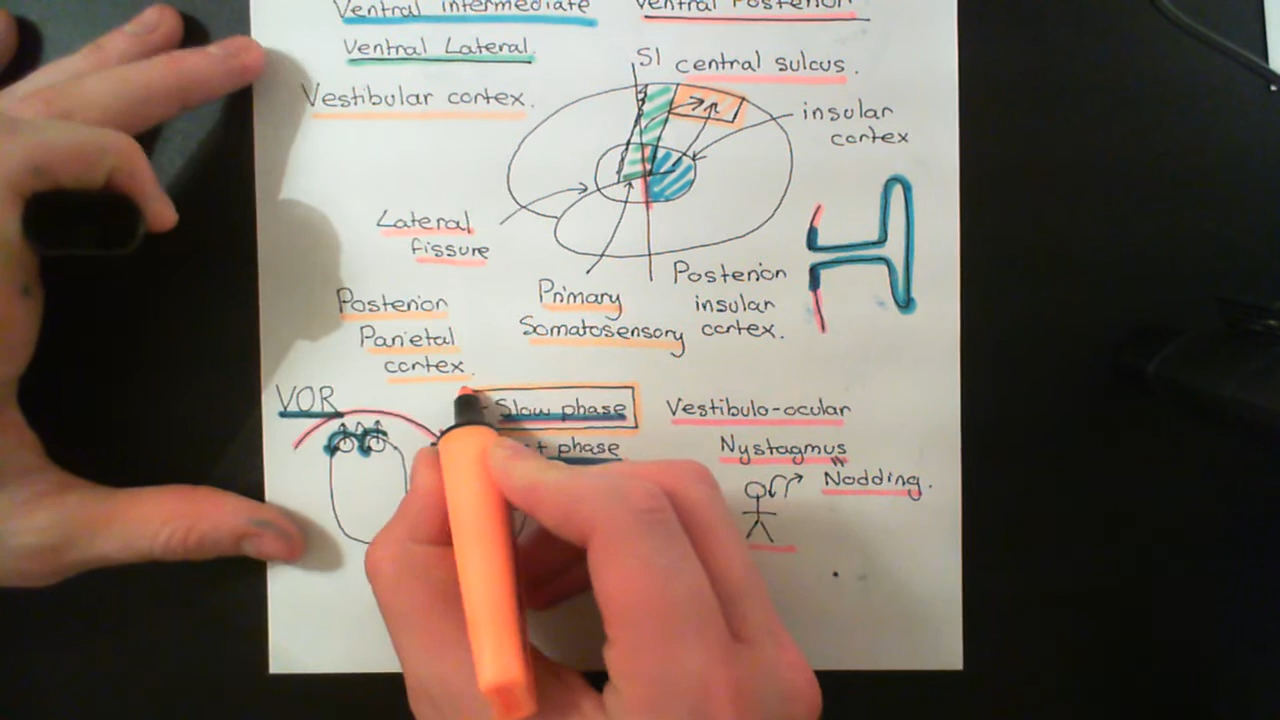 Ventral Intermediate
Ventral Posterior
Ventral Lateral.
SI
central sulcus.
Vestibular cortex.
insular
cortex
Lateral
fissure
Posterior
Parietal
cortex.
Primary
Somatosensory
Posterior
insular
cortex.
VOR
Slow phase
phase
Vestibulo-ocular
Nystagmus
"
Nodding.